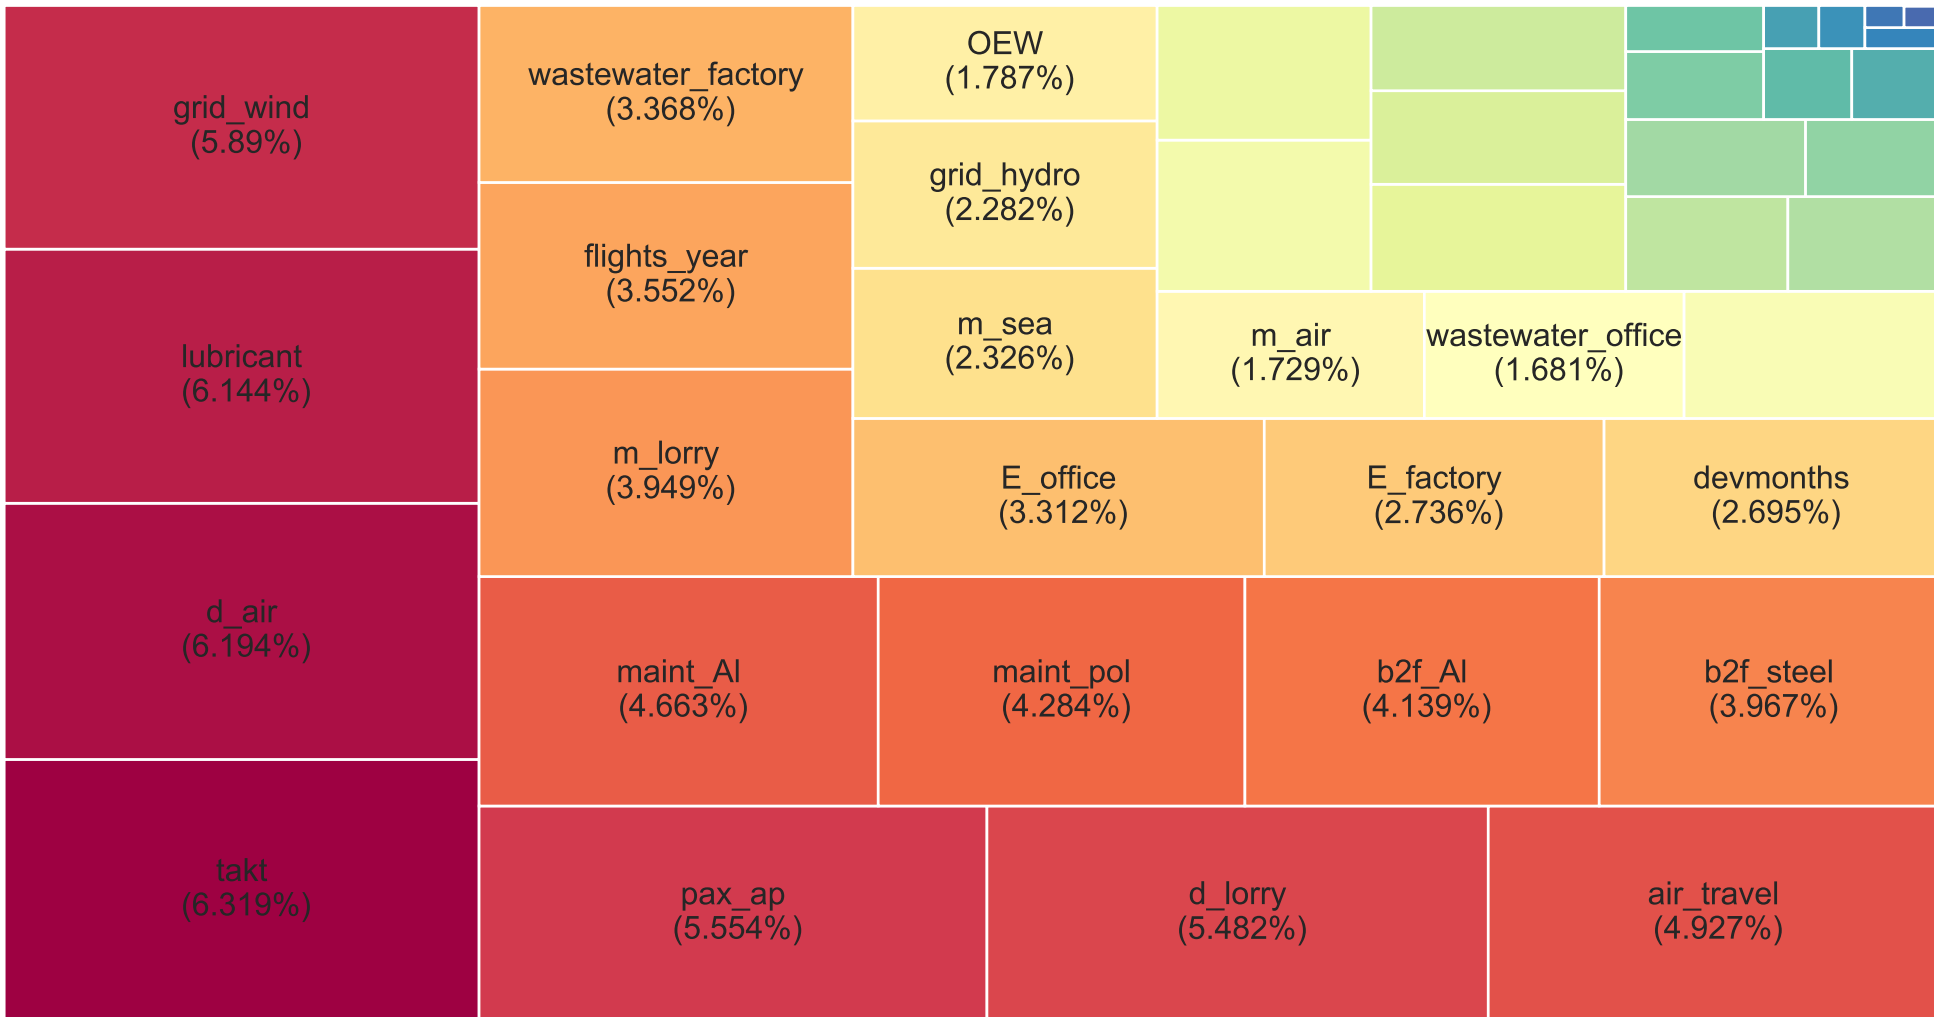 grid_wind
(5.89%)
lubricant
(6.144%)
d_air
(6.194%)
takt
(6.319%)
wastewater_factory
(3.368%)
flights_year
(3.552%)
m_lorry
(3.949%)
OEW
(1.787%)
grid_hydro
(2.282%)
m_sea
(2.326%)
m_air
(1.729%)
wastewater_office
(1.681%)
E_office
(3.312%)
E_factory
(2.736%)
devmonths
(2.695%)
maint_Al
(4.663%)
maint_pol
(4.284%)
b2f_Al
(4.139%)
b2f_steel
(3.967%)
pax_ap
(5.554%)
d_lorry
(5.482%)
air_travel
(4.927%)